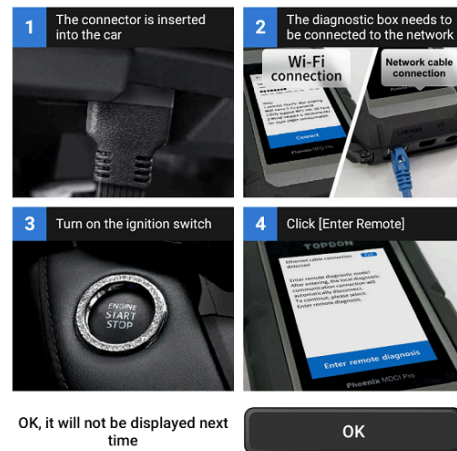 1
The connector is inserted
into the car
2
The diagnostic box needs to
be connected to the network
Wi-Fi
connection
Network cable
connection
Connect
Phoenix MDCI Pro
3
Turn on the ignition switch
ENGINE
START
STOP
4
Click [Enter Remote]
TOPDON
Ethernet cable connection
detected
Enter remote diagnostic mode?
After entering, the local diagnostic
communication connection will
automatically disconnect.
To continue, please select
Enter remote diagnosis.
Enter remote diagnosis
Phoenix MDCI Pro
OK, it will not be displayed next
time
OK